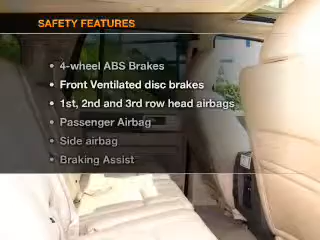 SAFETY FEATURES
• 4-wheel ABS Brakes
• Front Ventilated disc brakes
• 1st, 2nd and 3rd row head airbags
• Passenger Airbag
• Side airbag
• Braking Assist